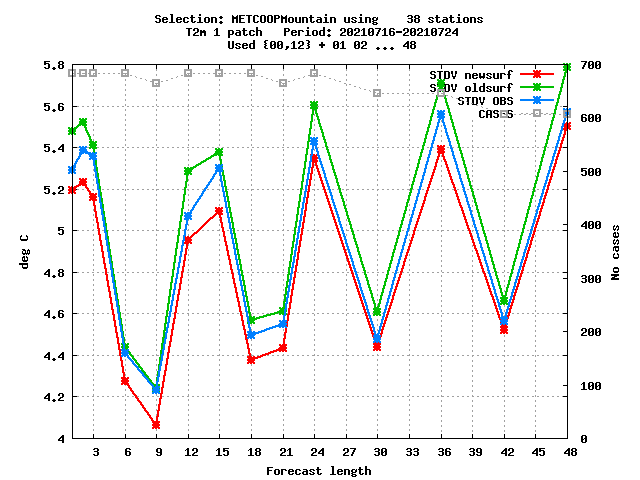 Selection: METCOOPMountain using    38 stations
T2m 1 patch   Period: 20210716-20210724
Used {00,12} + 01 02 ... 48
STDV newsurf
STDV oldsurf
STDV OBS
CASES
5.8
5.6
5.4
5.2
5
4.8
4.6
4.4
4.2
4
deg C
700
600
500
400
300
200
100
0
No cases
3 6 9 12 15 18 21 24 27 30 33 36 39 42 45 48
Forecast length